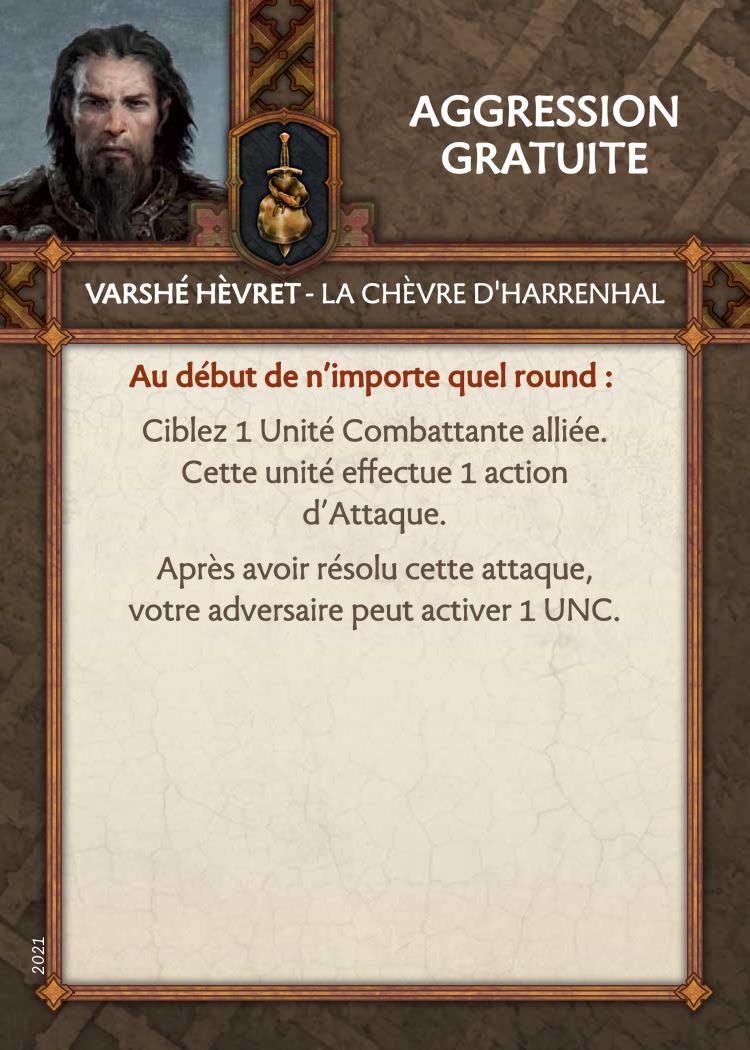 AGGRESSION
GRATUITE
VARSHÉ HÈVRET - LA CHÈVRE D'HARRENHAL
Au début de n'importe quel round :
Ciblez 1 Unité Combattante alliée.
Cette unité effectue 1 action
d'Attaque.
Après avoir résolu cette attaque,
votre adversaire peut activer 1 UNC.
2021